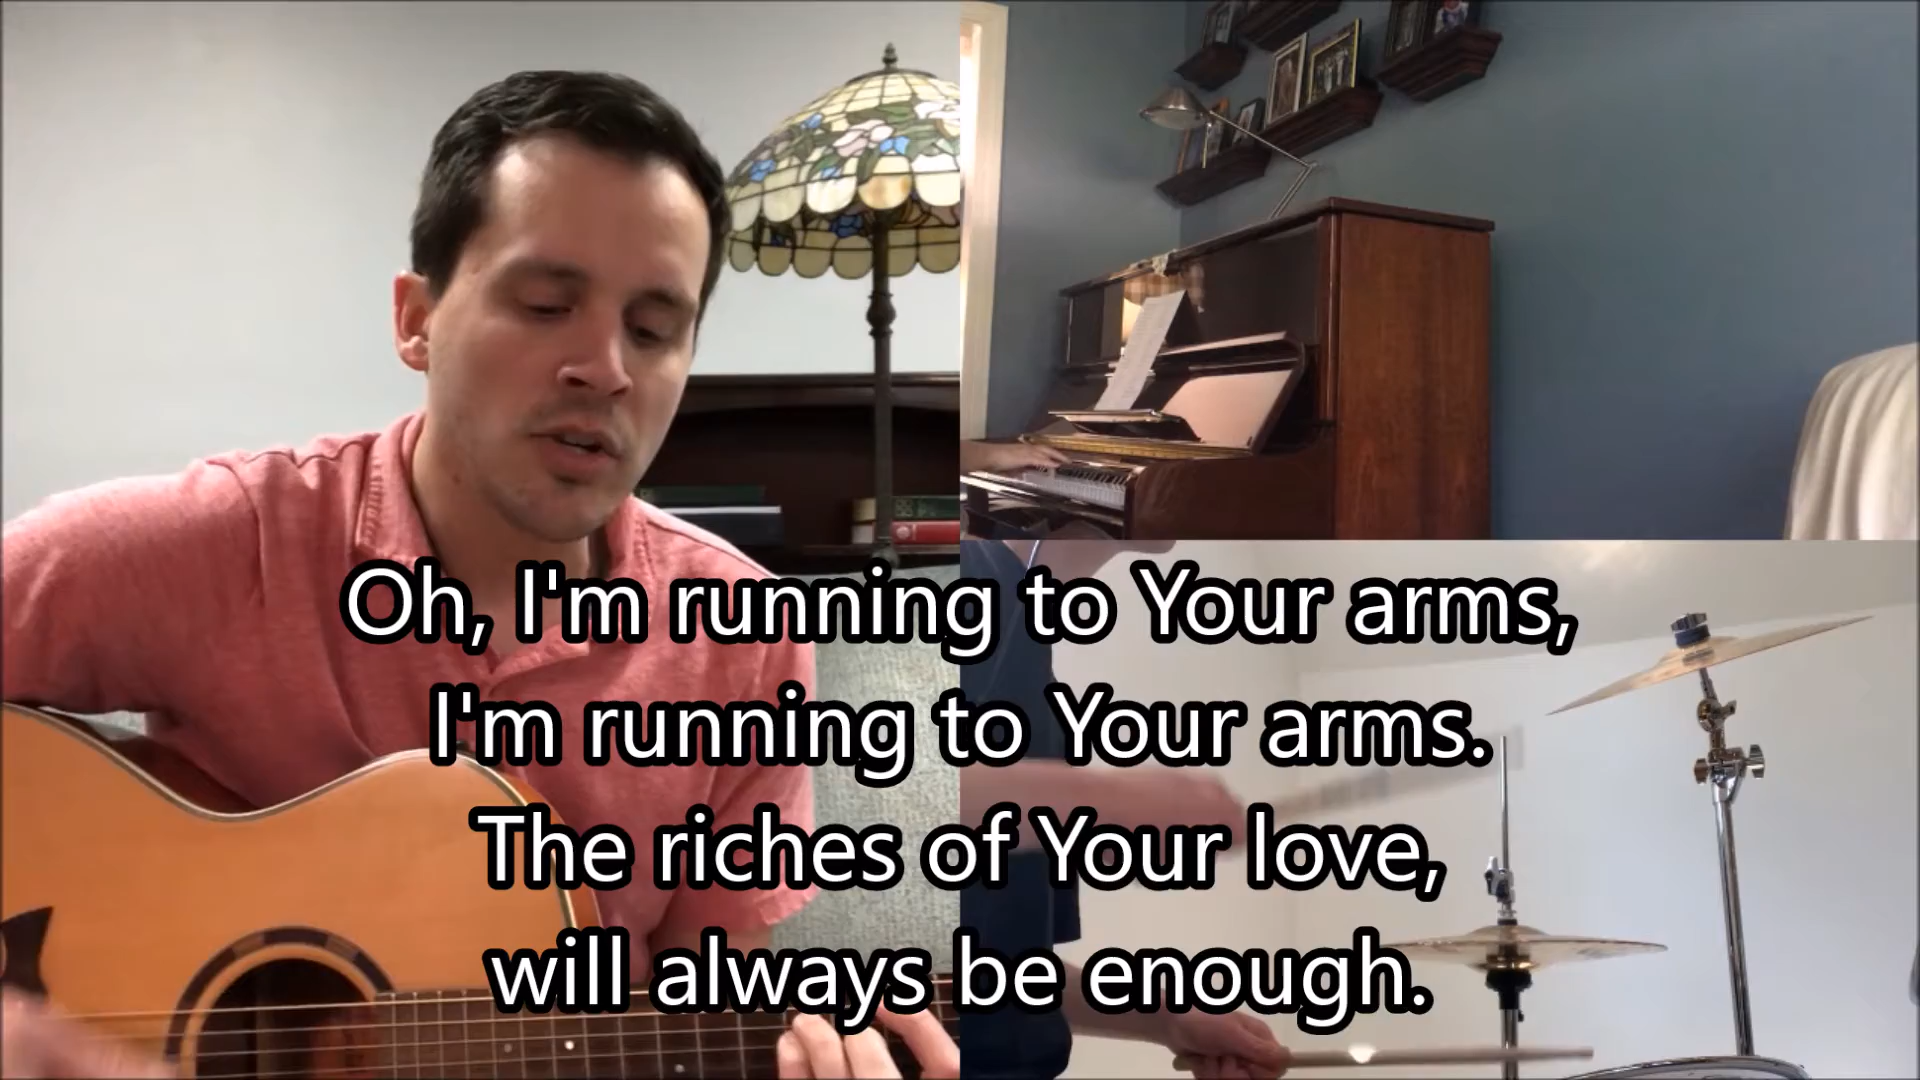 Oh, I'm running to Your arms,
I'm running to Your arms.
The riches of Your love,
will always be enough.